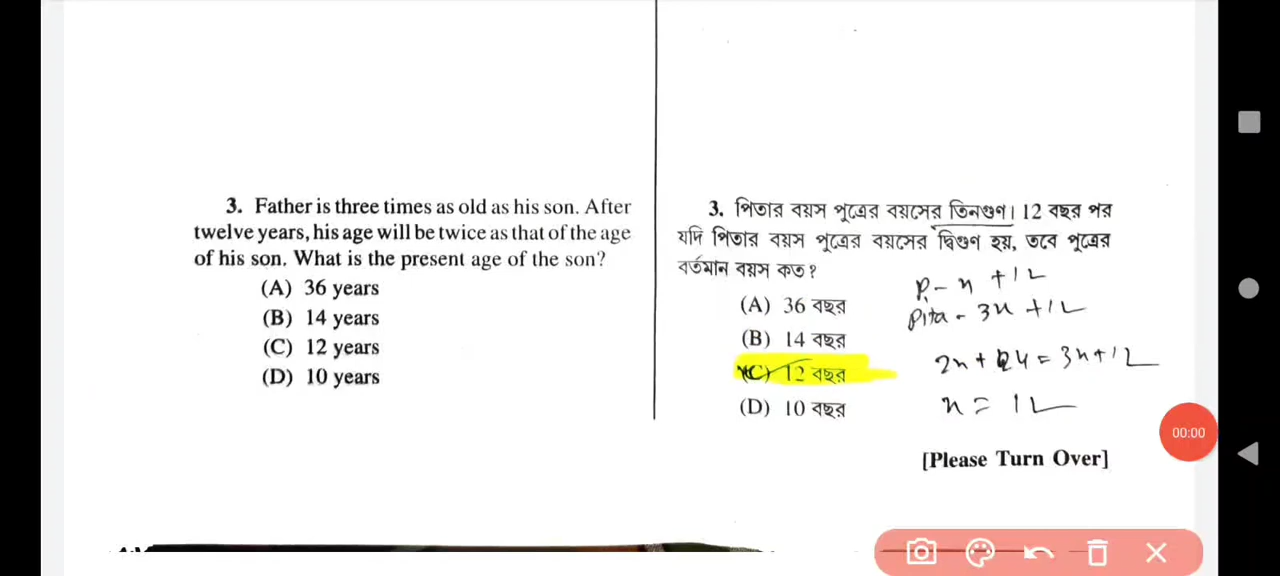 3. Father is three times as old as his son. After
twelve years, his age will be twice as that of the age
of his son. What is the present age of the son?
(A) 36 years
(B) 14 years
(C) 12 years
(D) 10 years
3. পিতার বয়স পুত্রের বয়সের তিনগুণ। 12 বছর পর
যদি পিতার বয়স পুত্রের বয়সের দ্বিগুণ হয়, তবে পুত্রের
বর্তমান বয়স কত?
(A) 36 বছর
(B) 14 বছর
(C) 12 বছর
(D) 10 বছর
P - x + 12
Pita - 3x + 12
2x + 24 = 3x + 12
x = 12
[Please Turn Over]
00:00